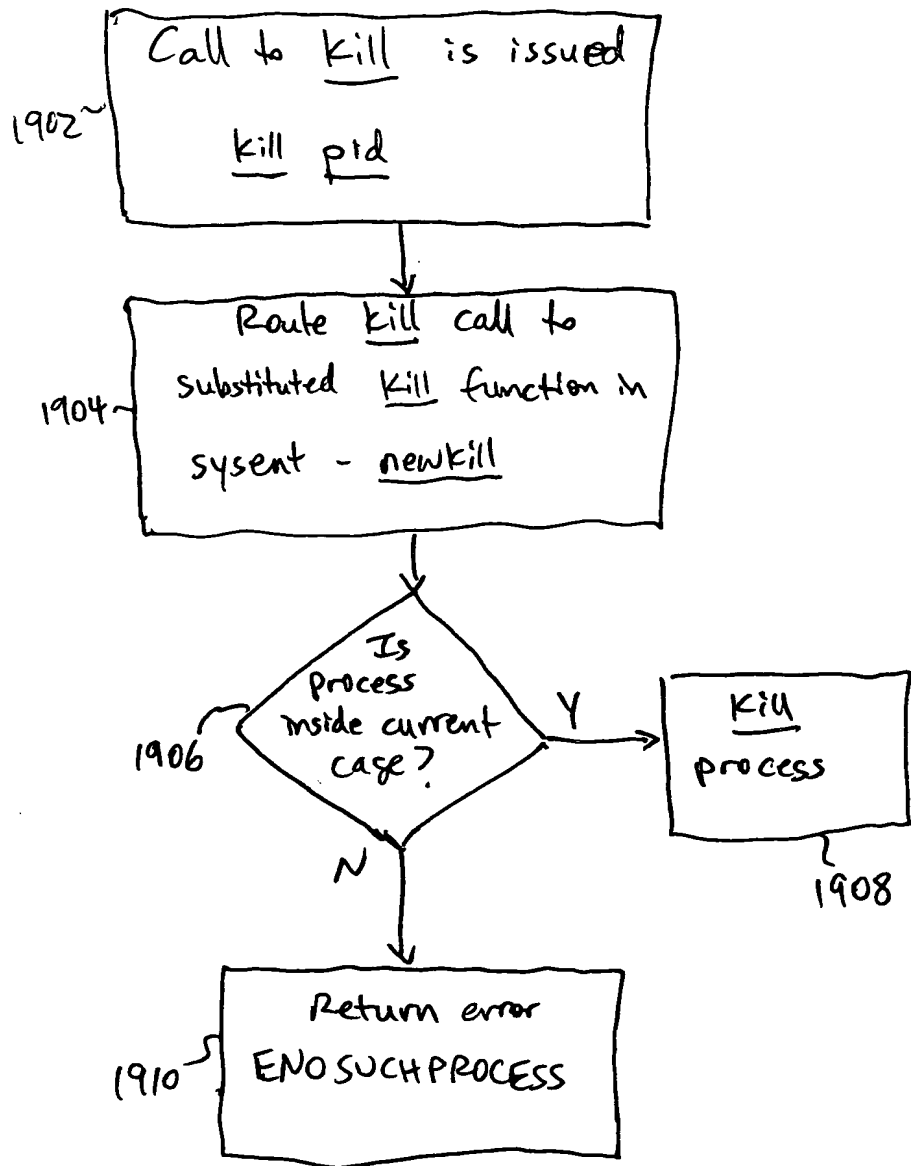 Call to kill is issued
kill pid
1902
Route kill call to
substituted kill function in
sysent - newkill
1904
Is
process
inside current
cage?
1906
Y
kill
process
1908
N
Return error
ENOSUCHPROCESS
1910